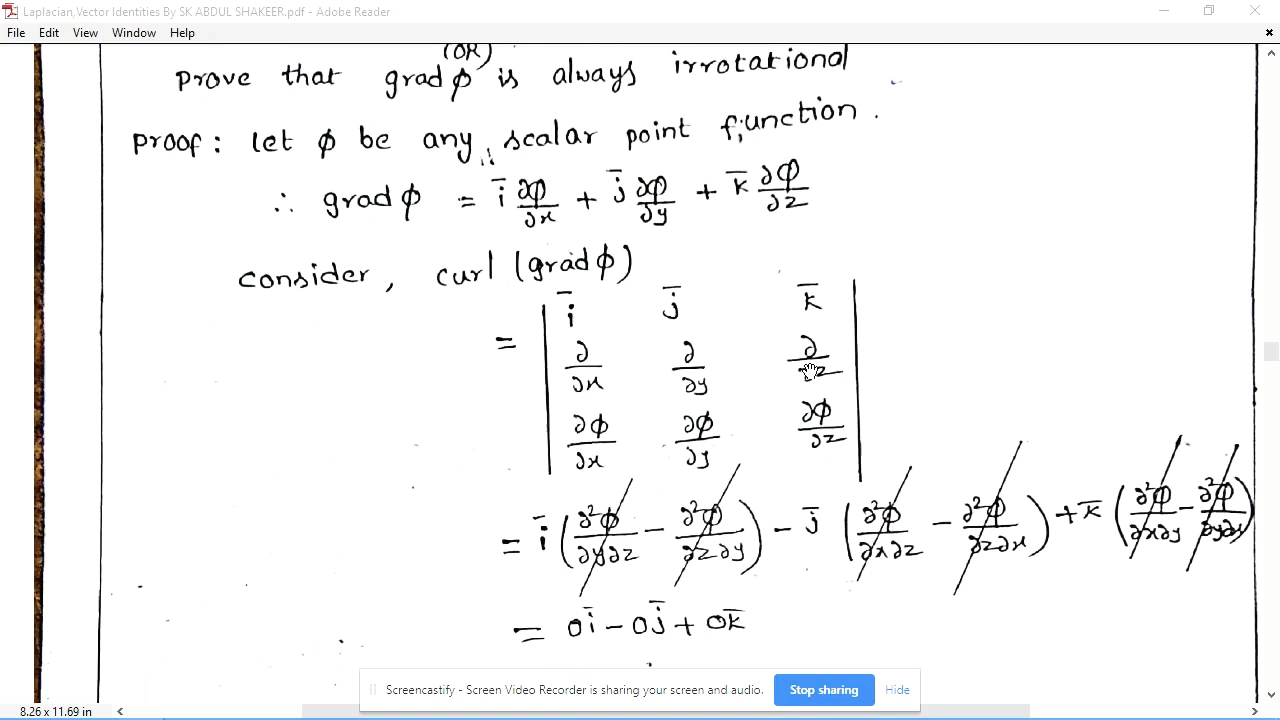 Laplacian,Vector Identities By SK ABDUL SHAKEER.pdf - Adobe Reader
File Edit View Window Help
(OR)
Prove that grad ϕ is always irrotational
Proof: let ϕ be any scalar point function.
∴ grad ϕ = i̅ ∂ϕ/∂x + j̅ ∂ϕ/∂y + k̅ ∂ϕ/∂z
consider, curl (grad ϕ)
= | i̅ j̅ k̅ |
| ∂/∂x ∂/∂y ∂/∂z |
| ∂ϕ/∂x ∂ϕ/∂y ∂ϕ/∂z |
= i̅ (∂²ϕ/∂y∂z − ∂²ϕ/∂z∂y) − j̅ (∂²ϕ/∂x∂z − ∂²ϕ/∂z∂x) + k̅ (∂²ϕ/∂x∂y − ∂²ϕ/∂y∂x)
= 0i̅ − 0j̅ + 0k̅
Screencastify - Screen Video Recorder is sharing your screen and audio. Stop sharing Hide
8.26 x 11.69 in